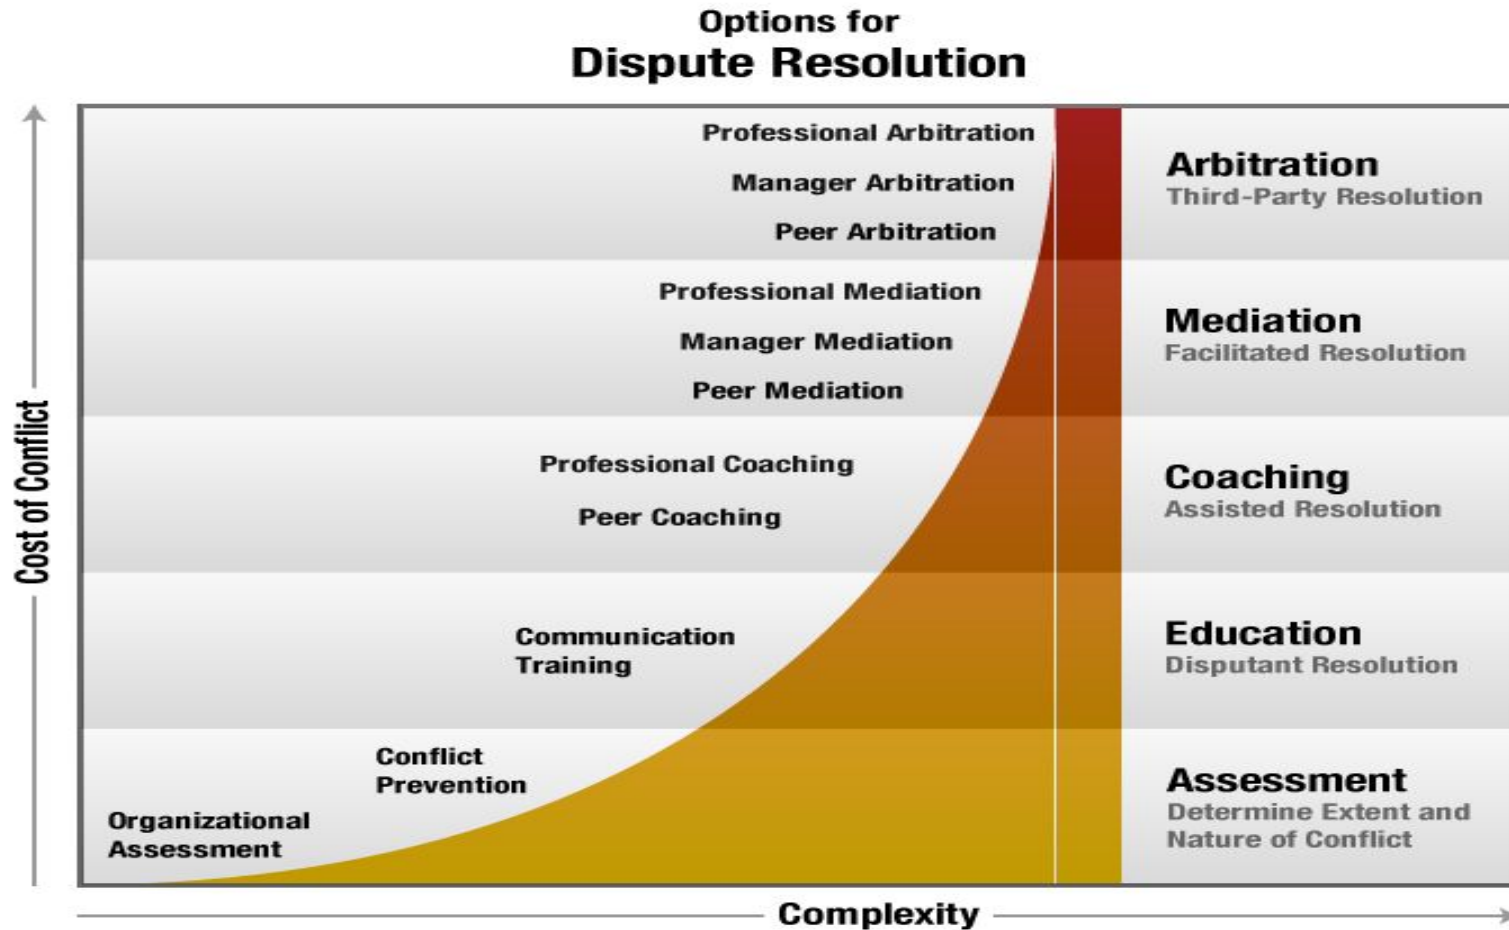 Options for
Dispute Resolution
Cost of Conflict
Professional Arbitration
Manager Arbitration
Peer Arbitration
Arbitration
Third-Party Resolution
Professional Mediation
Manager Mediation
Peer Mediation
Mediation
Facilitated Resolution
Professional Coaching
Peer Coaching
Coaching
Assisted Resolution
Communication
Training
Education
Disputant Resolution
Conflict
Prevention
Organizational
Assessment
Assessment
Determine Extent and
Nature of Conflict
Complexity